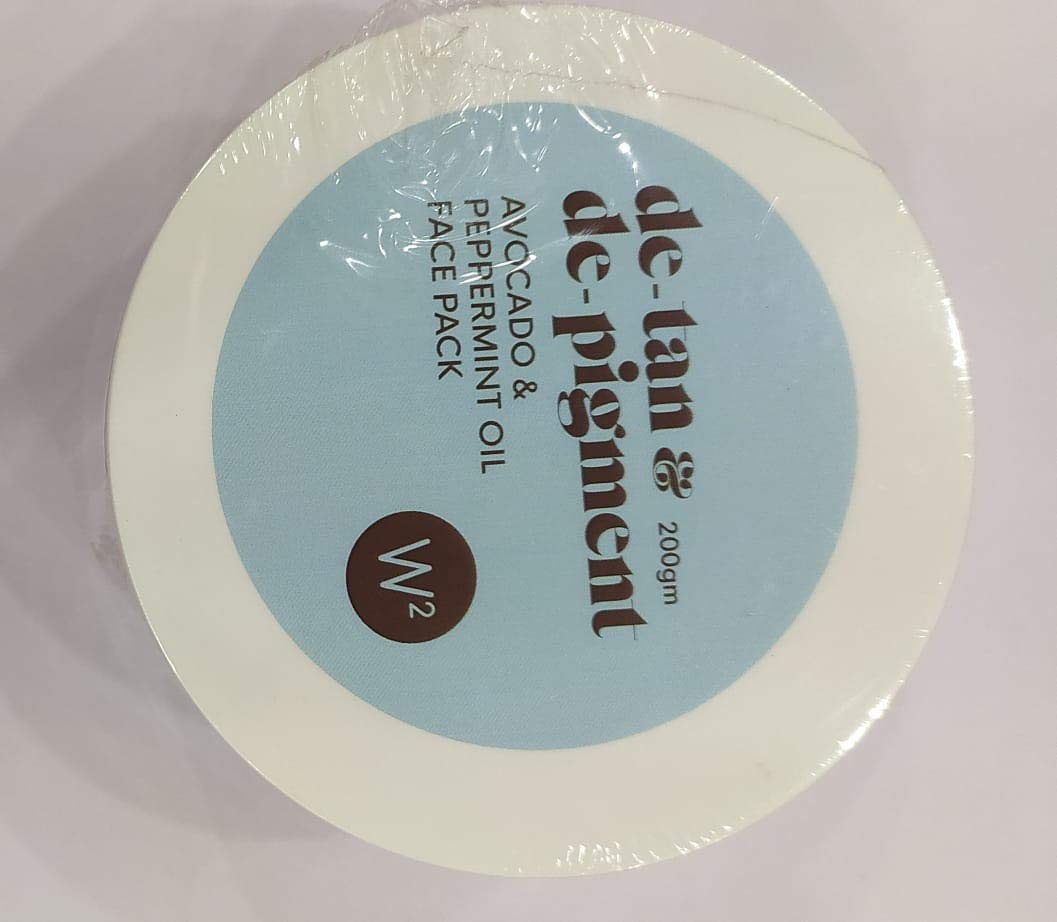 de-tan &
de-pigment
200gm
AVOCADO &
PEPPERMINT OIL
FACE PACK
W²